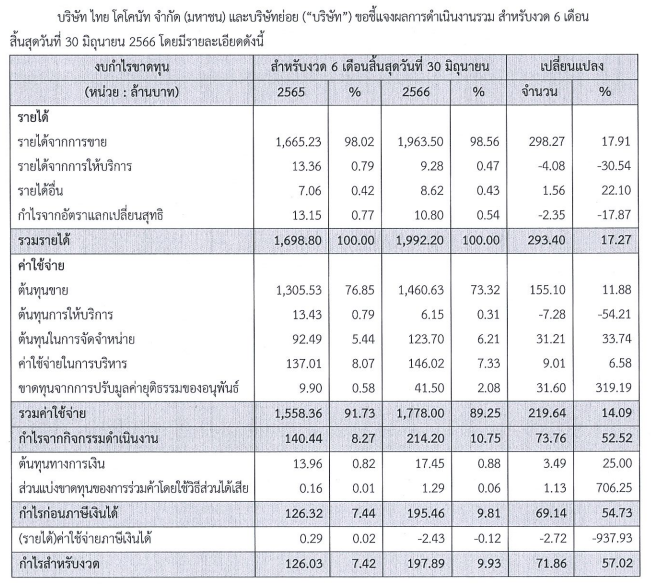 บริษัท ไทย โคโคนัท จำกัด (มหาชน) และบริษัทย่อย (“บริษัท”) ขอชี้แจงผลการดำเนินงานรวม สำหรับงวด 6 เดือน
สิ้นสุดวันที่ 30 มิถุนายน 2566 โดยมีรายละเอียดดังนี้
งบกำไรขาดทุน สำหรับงวด 6 เดือนสิ้นสุดวันที่ 30 มิถุนายน เปลี่ยนแปลง
(หน่วย : ล้านบาท) 2565 % 2566 % จำนวน %
รายได้
รายได้จากการขาย 1,665.23 98.02 1,963.50 98.56 298.27 17.91
รายได้จากการให้บริการ 13.36 0.79 9.28 0.47 -4.08 -30.54
รายได้อื่น 7.06 0.42 8.62 0.43 1.56 22.10
กำไรจากอัตราแลกเปลี่ยนสุทธิ 13.15 0.77 10.80 0.54 -2.35 -17.87
รวมรายได้ 1,698.80 100.00 1,992.20 100.00 293.40 17.27
ค่าใช้จ่าย
ต้นทุนขาย 1,305.53 76.85 1,460.63 73.32 155.10 11.88
ต้นทุนการให้บริการ 13.43 0.79 6.15 0.31 -7.28 -54.21
ต้นทุนในการจัดจำหน่าย 92.49 5.44 123.70 6.21 31.21 33.74
ค่าใช้จ่ายในการบริหาร 137.01 8.07 146.02 7.33 9.01 6.58
ขาดทุนจากการปรับมูลค่ายุติธรรมของอนุพันธ์ 9.90 0.58 41.50 2.08 31.60 319.19
รวมค่าใช้จ่าย 1,558.36 91.73 1,778.00 89.25 219.64 14.09
กำไรจากกิจกรรมดำเนินงาน 140.44 8.27 214.20 10.75 73.76 52.52
ต้นทุนทางการเงิน 13.96 0.82 17.45 0.88 3.49 25.00
ส่วนแบ่งขาดทุนของการร่วมค้าโดยใช้วิธีส่วนได้เสีย 0.16 0.01 1.29 0.06 1.13 706.25
กำไรก่อนภาษีเงินได้ 126.32 7.44 195.46 9.81 69.14 54.73
(รายได้)ค่าใช้จ่ายภาษีเงินได้ 0.29 0.02 -2.43 -0.12 -2.72 -937.93
กำไรสำหรับงวด 126.03 7.42 197.89 9.93 71.86 57.02